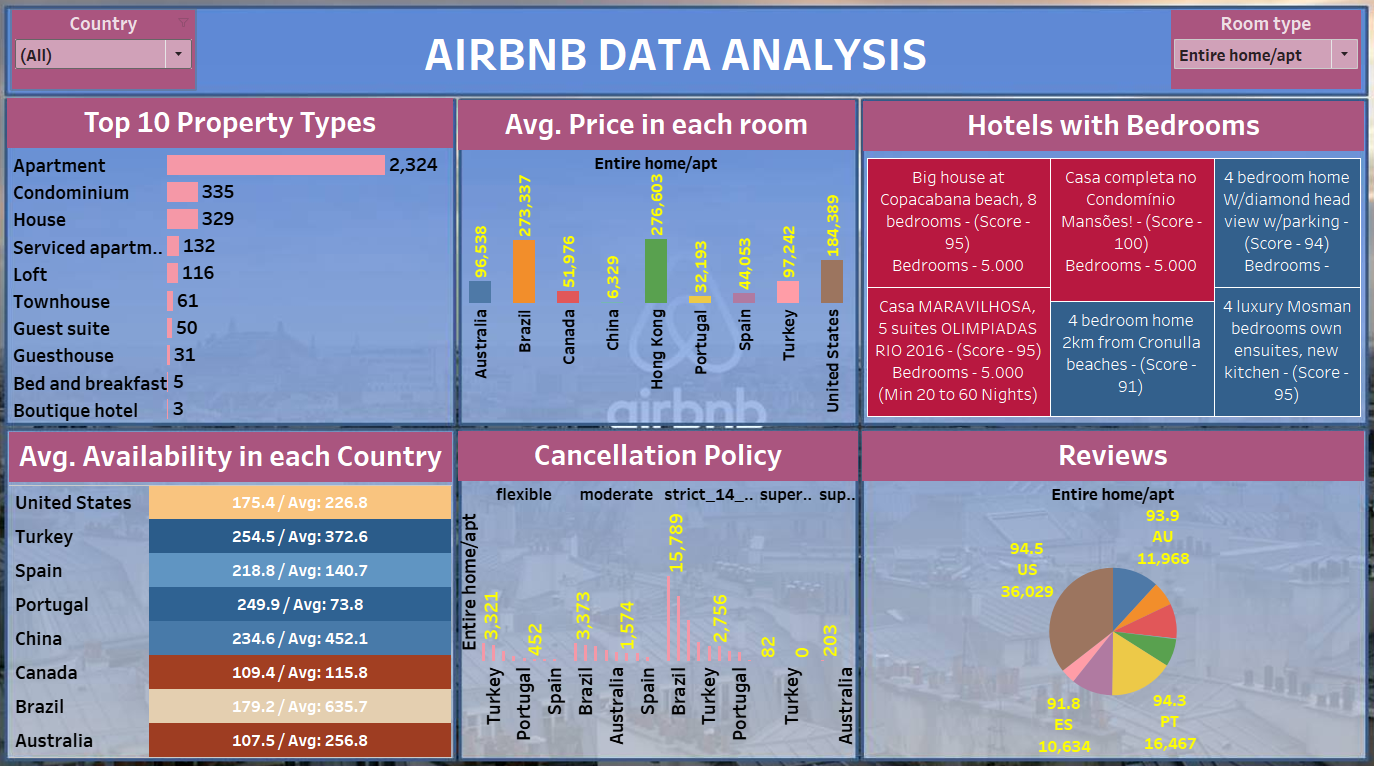 Country
(All)
AIRBNB DATA ANALYSIS
Room type
Entire home/apt
Top 10 Property Types
Apartment 2,324
Condominium 335
House 329
Serviced apartm.. 132
Loft 116
Townhouse 61
Guest suite 50
Guesthouse 31
Bed and breakfast 5
Boutique hotel 3
Avg. Price in each room
Entire home/apt
96,538
273,337
51,976
6,329
276,603
32,193
44,053
97,242
184,389
Australia
Brazil
Canada
China
Hong Kong
Portugal
Spain
Turkey
United States
airbnb
Hotels with Bedrooms
Big house at
Copacabana beach, 8
bedrooms - (Score -
95)
Bedrooms - 5.000
Casa MARAVILHOSA,
5 suites OLIMPIADAS
RIO 2016 - (Score - 95)
Bedrooms - 5.000
(Min 20 to 60 Nights)
Casa completa no
Condomínio
Mansões! - (Score -
100)
Bedrooms - 5.000
4 bedroom home
2km from Cronulla
beaches - (Score -
91)
4 bedroom home
W/diamond head
view w/parking -
(Score - 94)
Bedrooms -
4 luxury Mosman
bedrooms own
ensuites, new
kitchen - (Score -
95)
Avg. Availability in each Country
United States 175.4 / Avg: 226.8
Turkey 254.5 / Avg: 372.6
Spain 218.8 / Avg: 140.7
Portugal 249.9 / Avg: 73.8
China 234.6 / Avg: 452.1
Canada 109.4 / Avg: 115.8
Brazil 179.2 / Avg: 635.7
Australia 107.5 / Avg: 256.8
Cancellation Policy
flexible moderate strict_14_.. super.. sup..
Entire home/apt
3,321
452
3,373
1,574
15,789
2,756
82
0
203
Turkey
Portugal
Spain
Brazil
Australia
Spain
Brazil
Turkey
Portugal
Turkey
Australia
Reviews
Entire home/apt
93.9
AU
11,968
94.5
US
36,029
91.8
ES
10,634
94.3
PT
16,467